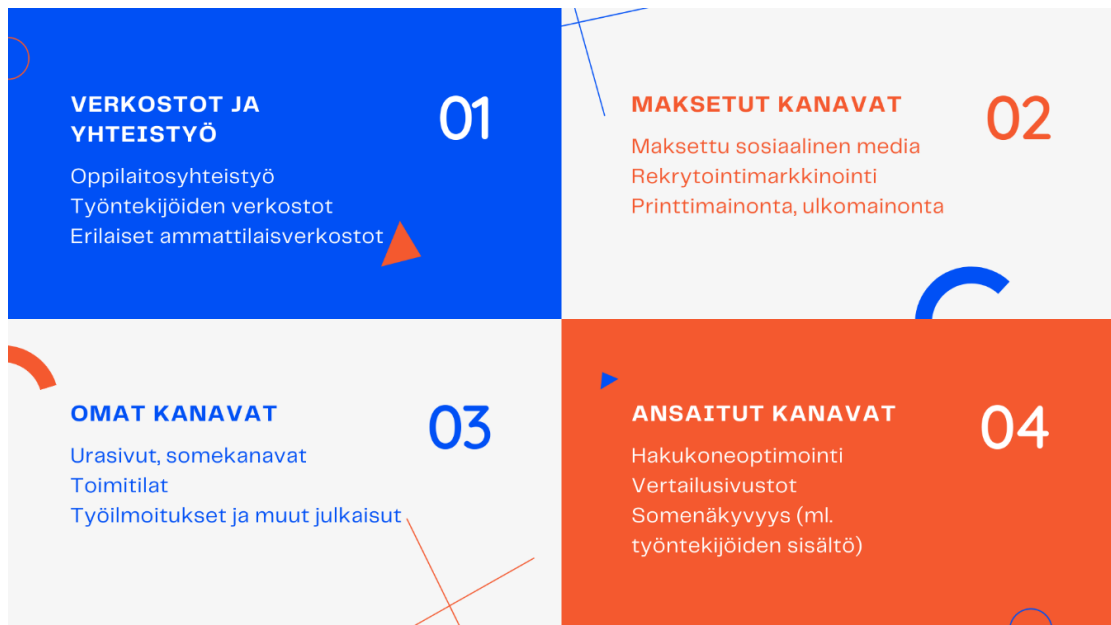 VERKOSTOT JA
YHTEISTYÖ
01
Oppilaitosyhteistyö
Työntekijöiden verkostot
Erilaiset ammattilaisverkostot
MAKSETUT KANAVAT
02
Maksettu sosiaalinen media
Rekrytointimarkkinointi
Printtimainonta, ulkomainonta
OMAT KANAVAT
03
Urasivut, somekanavat
Toimitilat
Työilmoitukset ja muut julkaisut
ANSAITUT KANAVAT
04
Hakukoneoptimointi
Vertailusivustot
Somenäkyvyys (ml.
työntekijöiden sisältö)